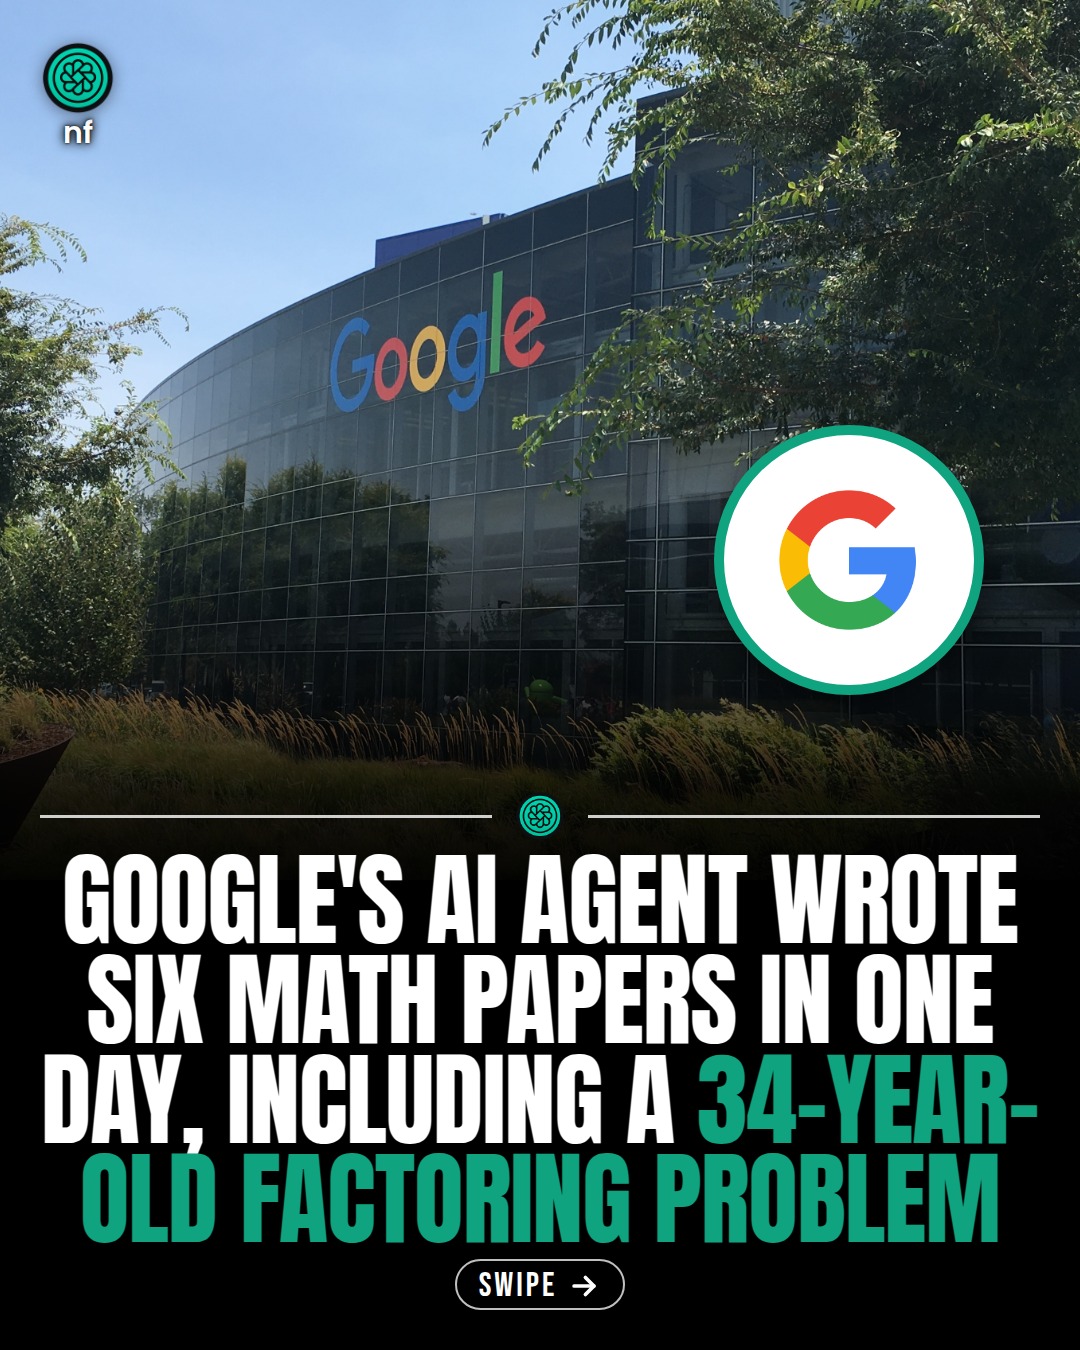 nf
Google
G
GOOGLE'S AI AGENT WROTE
SIX MATH PAPERS IN ONE
DAY, INCLUDING A 34-YEAR-
OLD FACTORING PROBLEM
SWIPE →